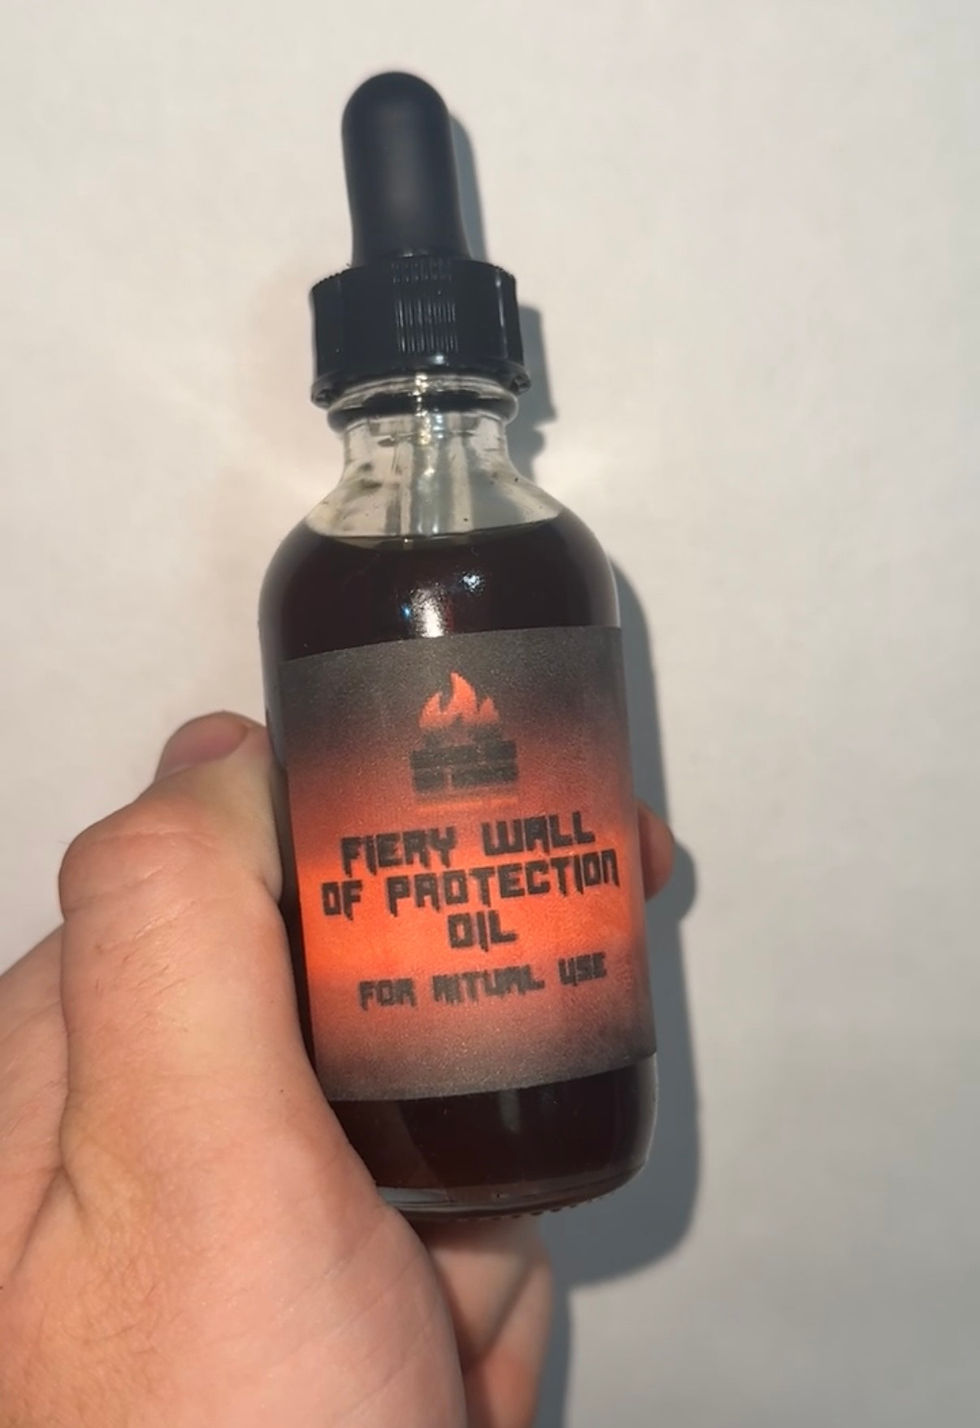 FIERY WALL
OF PROTECTION
OIL
FOR RITUAL USE